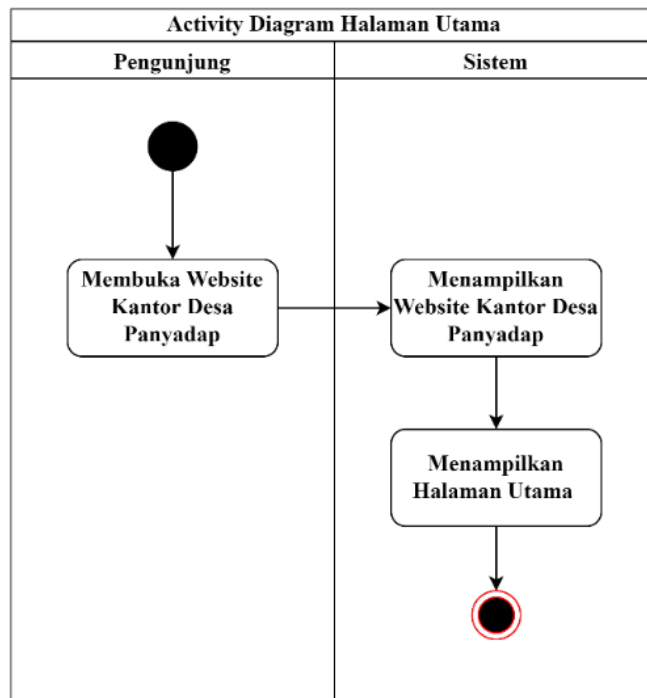 Activity Diagram Halaman Utama
Pengunjung
Sistem
Membuka Website
Kantor Desa
Panyadap
Menampilkan
Website Kantor Desa
Panyadap
Menampilkan
Halaman Utama